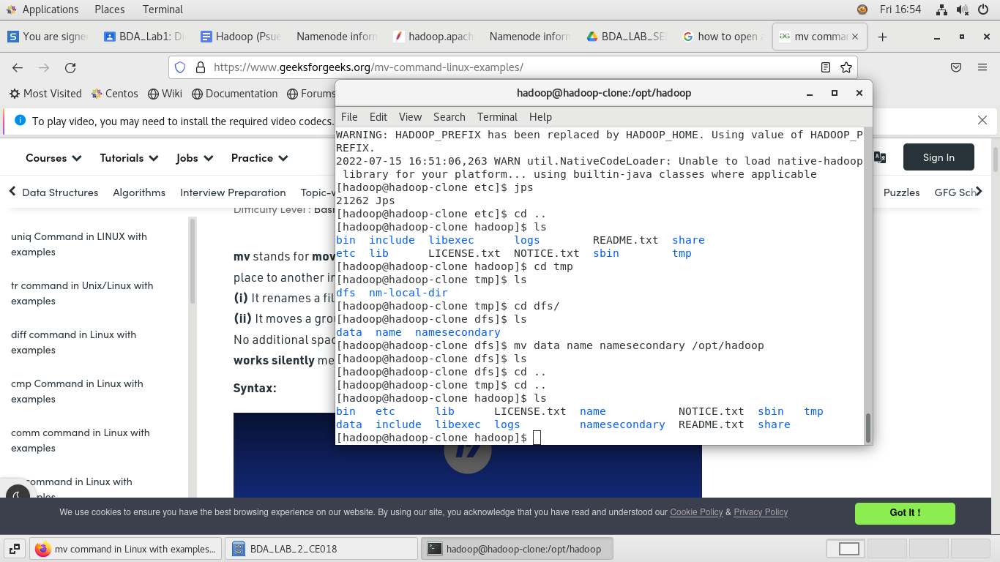 Applications Places Terminal Fri 16:54
You are signe BDA_Lab1: Di Hadoop (Psue Namenode inforn hadoop.apach Namenode inforn BDA_LAB_SE how to open a mv commar
https://www.geeksforgeeks.org/mv-command-linux-examples/
Most Visited Centos Wiki Documentation Forums
To play video, you may need to install the required video codecs.
Courses Tutorials Jobs Practice Sign In
Data Structures Algorithms Interview Preparation Topic-w Puzzles GFG Sch
Difficulty Level : Basi
uniq Command in LINUX with
examples
tr command in Unix/Linux with
examples
diff command in Linux with
examples
cmp Command in Linux with
examples
comm command in Linux with
examples
command in Linux with
mv stands for mov
place to another in
(i) It renames a fil
(ii) It moves a grou
No additional spac
works silently me
Syntax:
17
hadoop@hadoop-clone:/opt/hadoop
File Edit View Search Terminal Help
WARNING: HADOOP_PREFIX has been replaced by HADOOP_HOME. Using value of HADOOP_P
REFIX.
2022-07-15 16:51:06,263 WARN util.NativeCodeLoader: Unable to load native-hadoop
library for your platform... using builtin-java classes where applicable
[hadoop@hadoop-clone etc]$ jps
21262 Jps
[hadoop@hadoop-clone etc]$ cd ..
[hadoop@hadoop-clone hadoop]$ ls
bin include libexec logs README.txt share
etc lib LICENSE.txt NOTICE.txt sbin tmp
[hadoop@hadoop-clone hadoop]$ cd tmp
[hadoop@hadoop-clone tmp]$ ls
dfs nm-local-dir
[hadoop@hadoop-clone tmp]$ cd dfs/
[hadoop@hadoop-clone dfs]$ ls
data name namesecondary
[hadoop@hadoop-clone dfs]$ mv data name namesecondary /opt/hadoop
[hadoop@hadoop-clone dfs]$ ls
[hadoop@hadoop-clone dfs]$ cd ..
[hadoop@hadoop-clone tmp]$ cd ..
[hadoop@hadoop-clone hadoop]$ ls
bin etc lib LICENSE.txt name NOTICE.txt sbin tmp
data include libexec logs namesecondary README.txt share
[hadoop@hadoop-clone hadoop]$
We use cookies to ensure you have the best browsing experience on our website. By using our site, you acknowledge that you have read and understood our Cookie Policy & Privacy Policy Got It !
mv command in Linux with examples... BDA_LAB_2_CE018 hadoop@hadoop-clone:/opt/hadoop